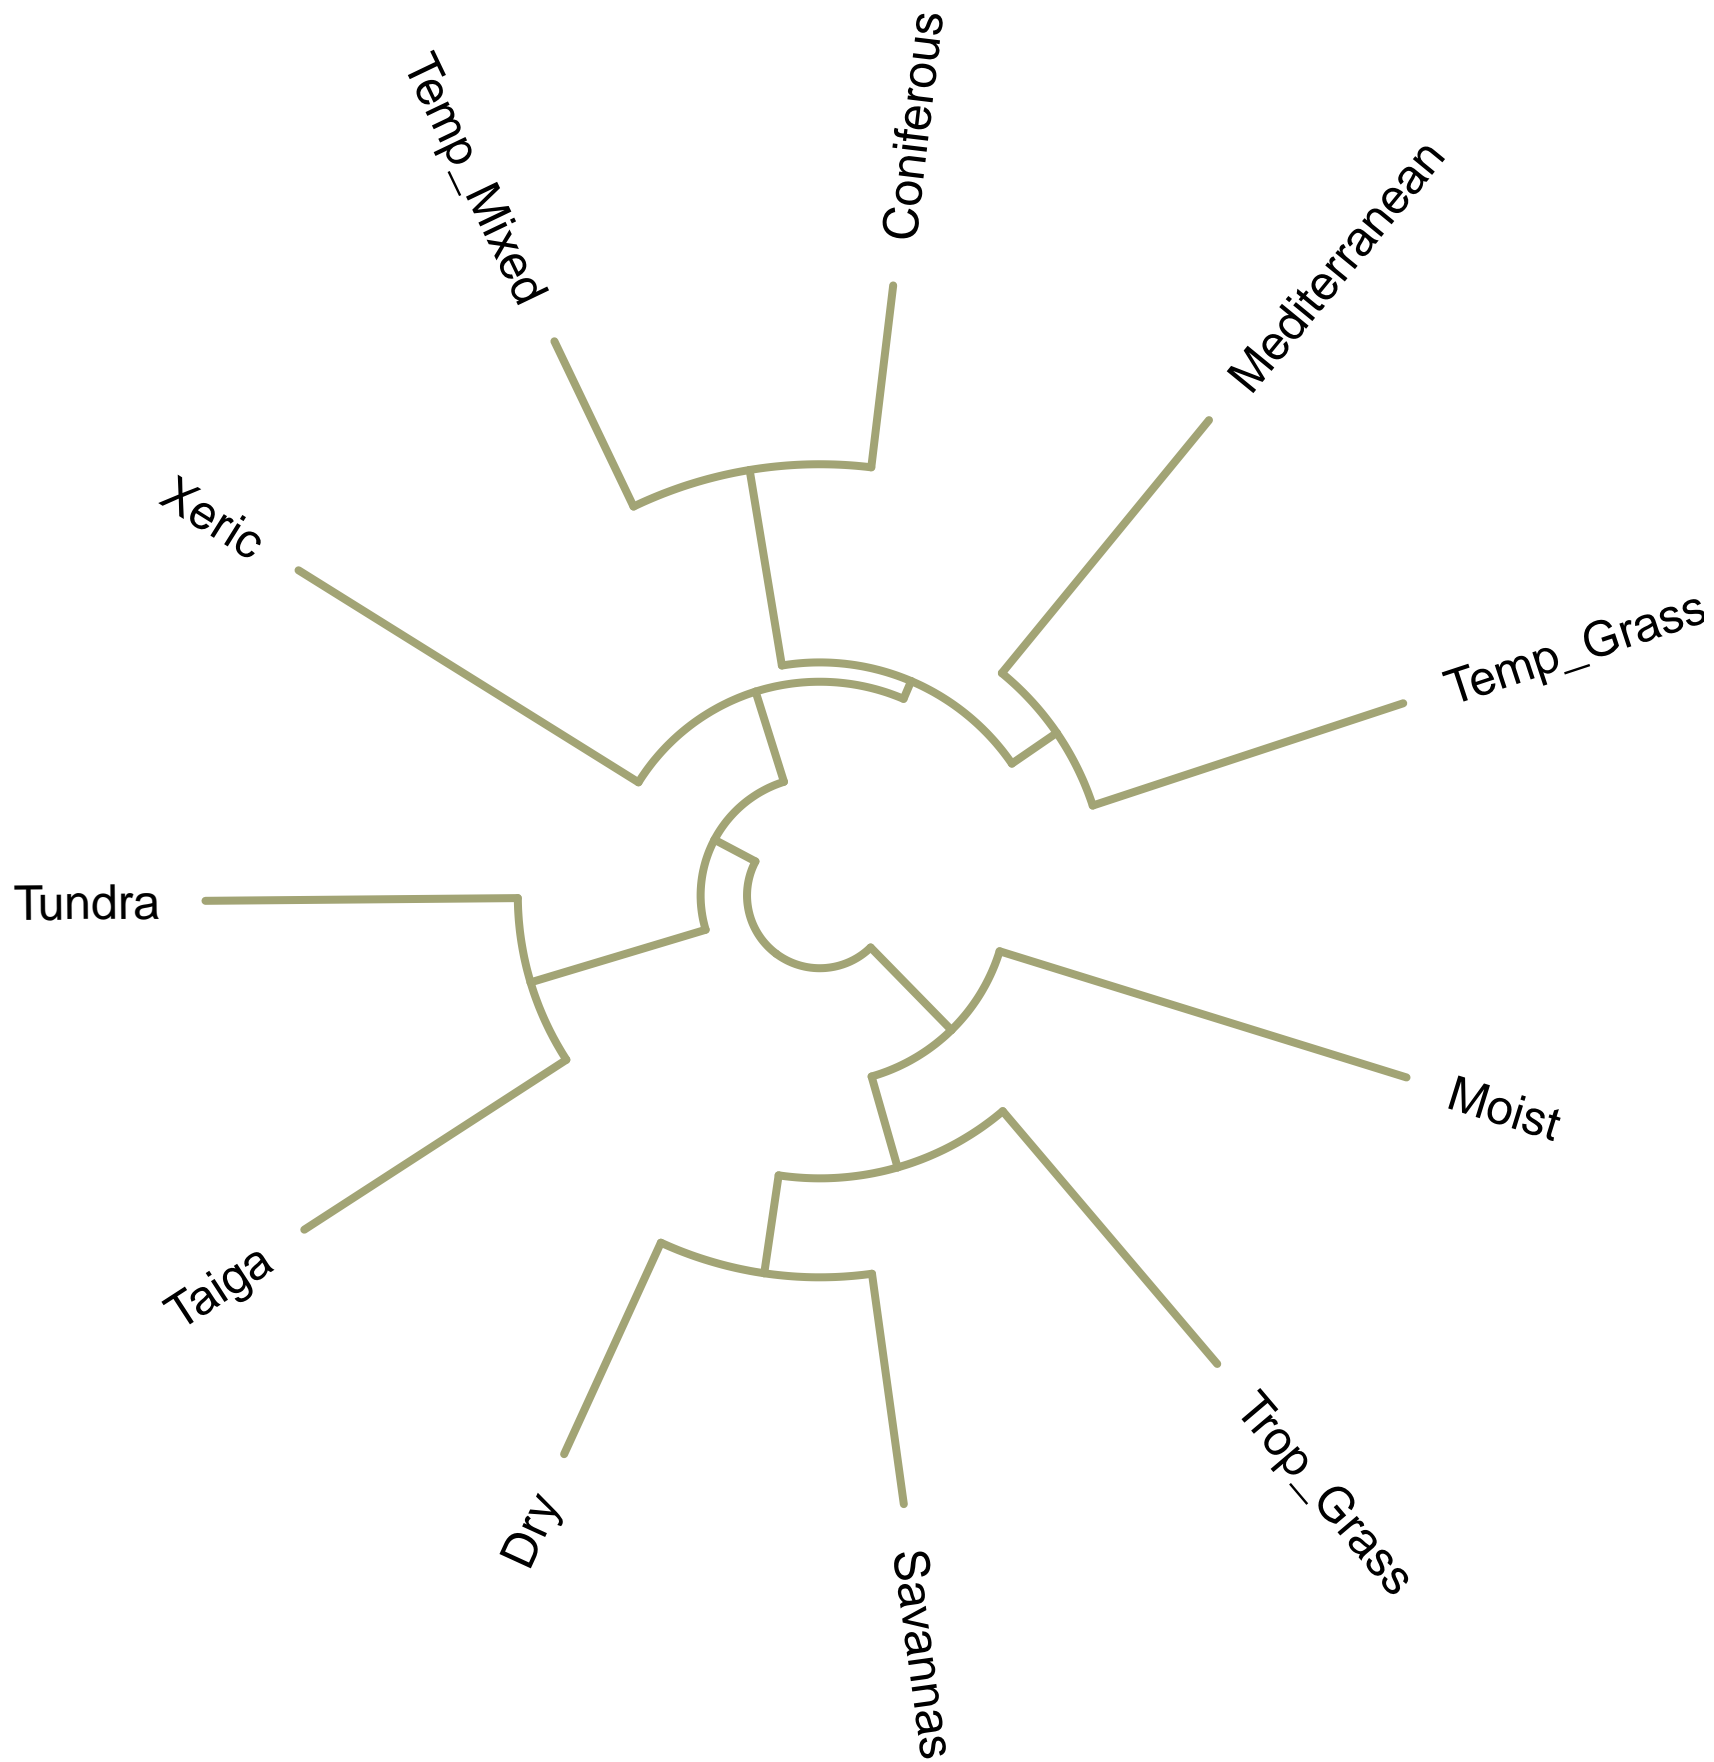 Coniferous
Temp_Mixed
Mediterranean
Xeric
Temp_Grass
Tundra
Moist
Taiga
Trop_Grass
Dry
Savannas